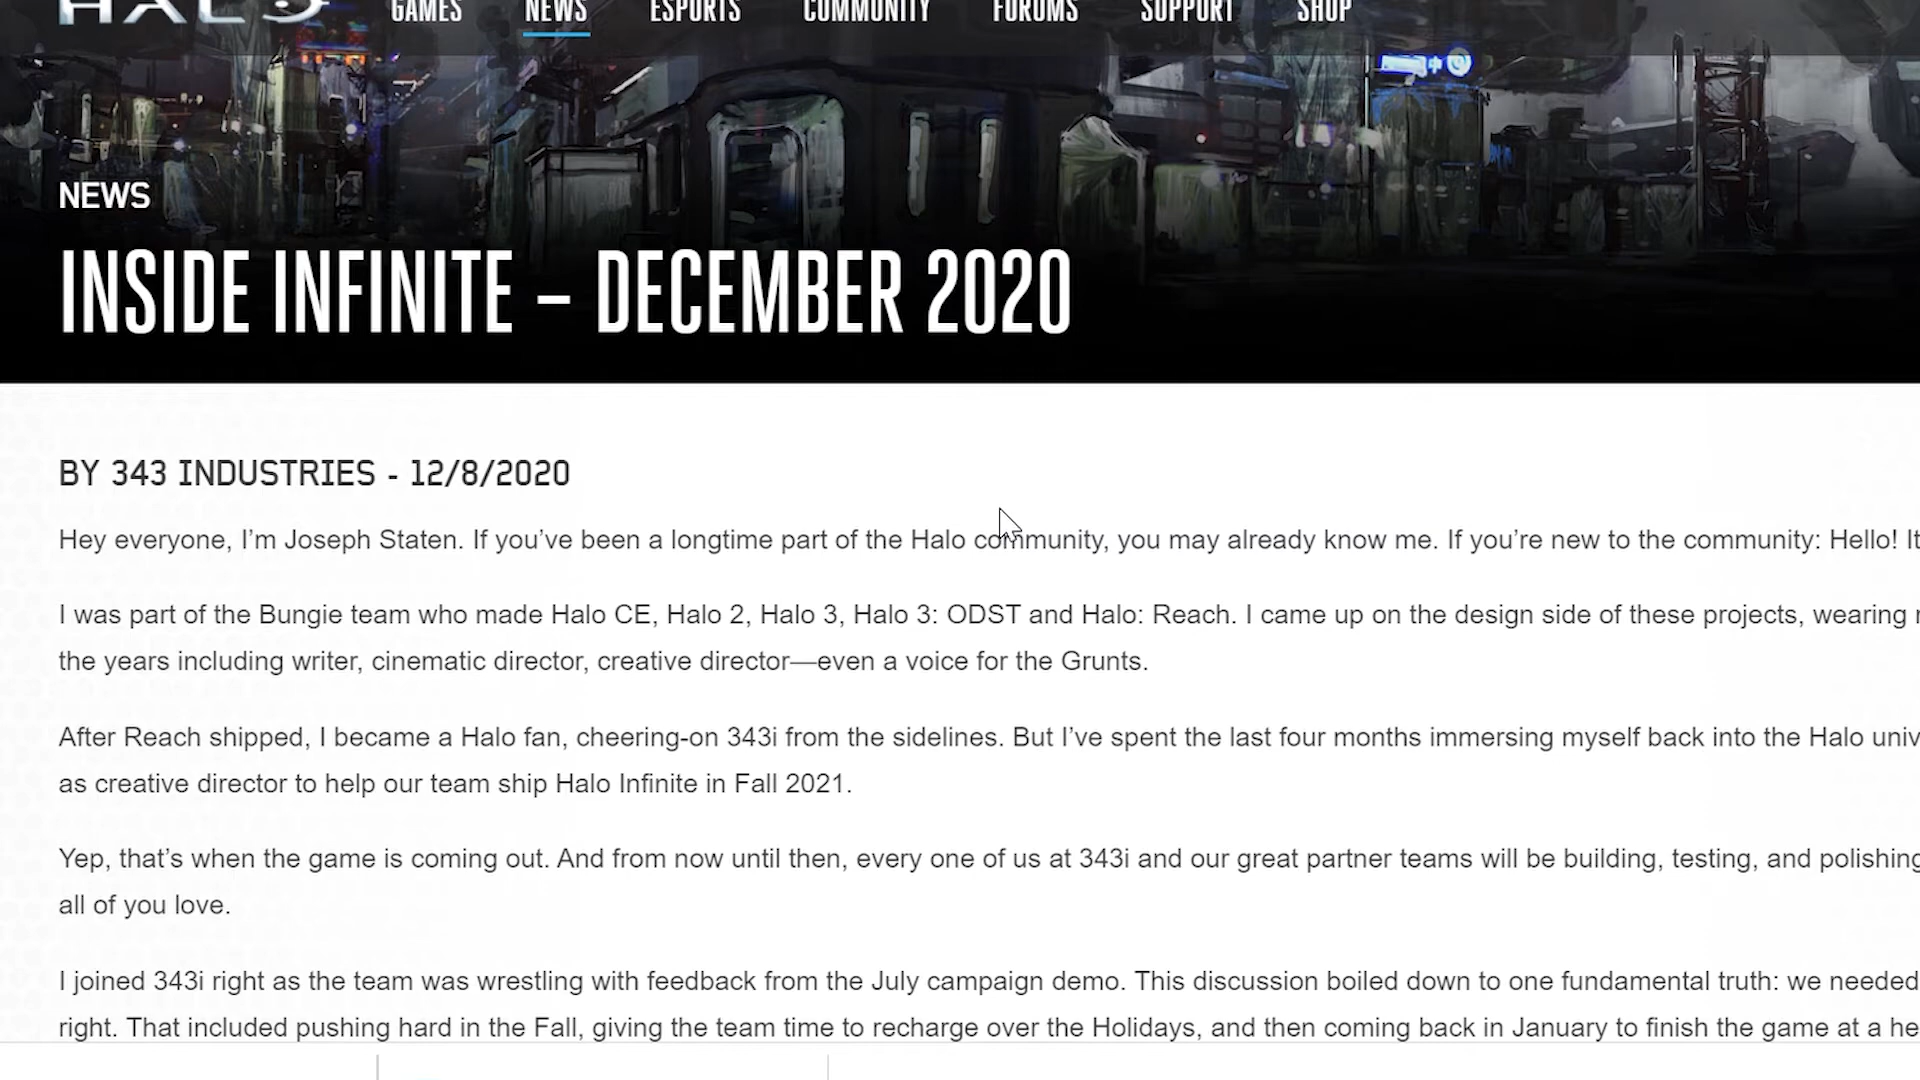 HALO GAMES NEWS ESPORTS COMMUNITY FORUMS SUPPORT SHOP
NEWS
INSIDE INFINITE – DECEMBER 2020
BY 343 INDUSTRIES - 12/8/2020
Hey everyone, I’m Joseph Staten. If you’ve been a longtime part of the Halo community, you may already know me. If you’re new to the community: Hello! It
I was part of the Bungie team who made Halo CE, Halo 2, Halo 3, Halo 3: ODST and Halo: Reach. I came up on the design side of these projects, wearing
the years including writer, cinematic director, creative director—even a voice for the Grunts.
After Reach shipped, I became a Halo fan, cheering-on 343i from the sidelines. But I’ve spent the last four months immersing myself back into the Halo univ
as creative director to help our team ship Halo Infinite in Fall 2021.
Yep, that’s when the game is coming out. And from now until then, every one of us at 343i and our great partner teams will be building, testing, and polishing
all of you love.
I joined 343i right as the team was wrestling with feedback from the July campaign demo. This discussion boiled down to one fundamental truth: we needed
right. That included pushing hard in the Fall, giving the team time to recharge over the Holidays, and then coming back in January to finish the game at a he